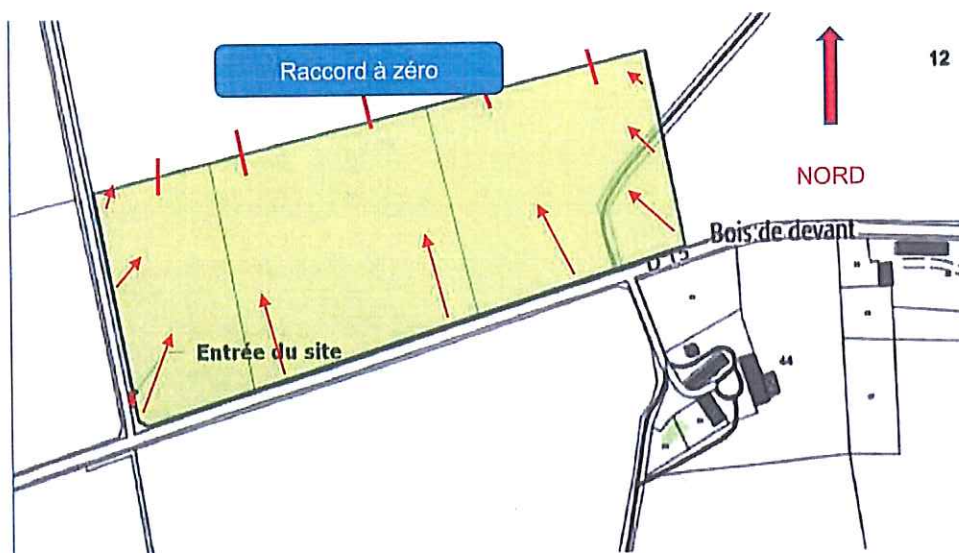 Raccord à zéro
12
NORD
Bois de devant
D 15
Entrée du site
44